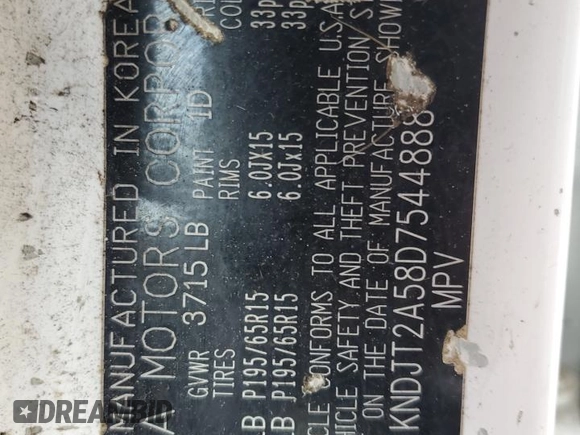 MANUFACTURED IN KOREA
A MOTORS CORPOR
GVWR 3715 LB PAINT ID
TIRES RIMS COL
LB P195/65R15 6.0JX15 33p
LB P195/65R15 6.0Jx15 33p
CLE CONFORMS TO ALL APPLICABLE U.S.A
HICLE SAFETY AND THEFT PREVENTION S
ON THE DATE OF MANUFACTURE SHOWN
KNDJT2A58D7544888
MPV
DREAMBID